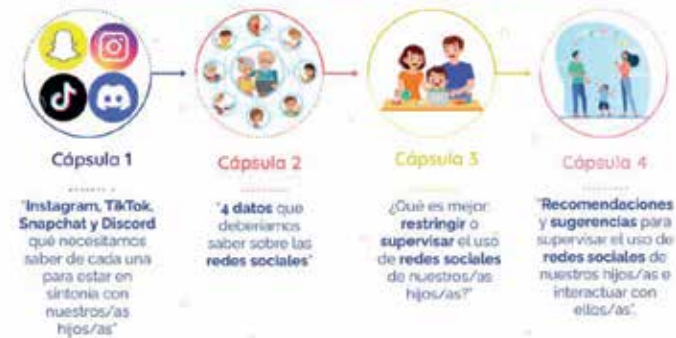 Cápsula 1
"Instagram, TikTok,
Snapchat y Discord
qué necesitamos
saber de cada una
para estar en
sintonía con
nuestros/as
hijos/as"
Cápsula 2
"4 datos que
deberíamos
saber sobre las
redes sociales"
Cápsula 3
¿Qué es mejor:
restringir o
supervisar el uso
de redes sociales
de nuestros/as
hijos/as?"
Cápsula 4
"Recomendaciones
y sugerencias para
supervisar el uso de
redes sociales de
nuestros hijos/as e
interactuar con
ellos/as".